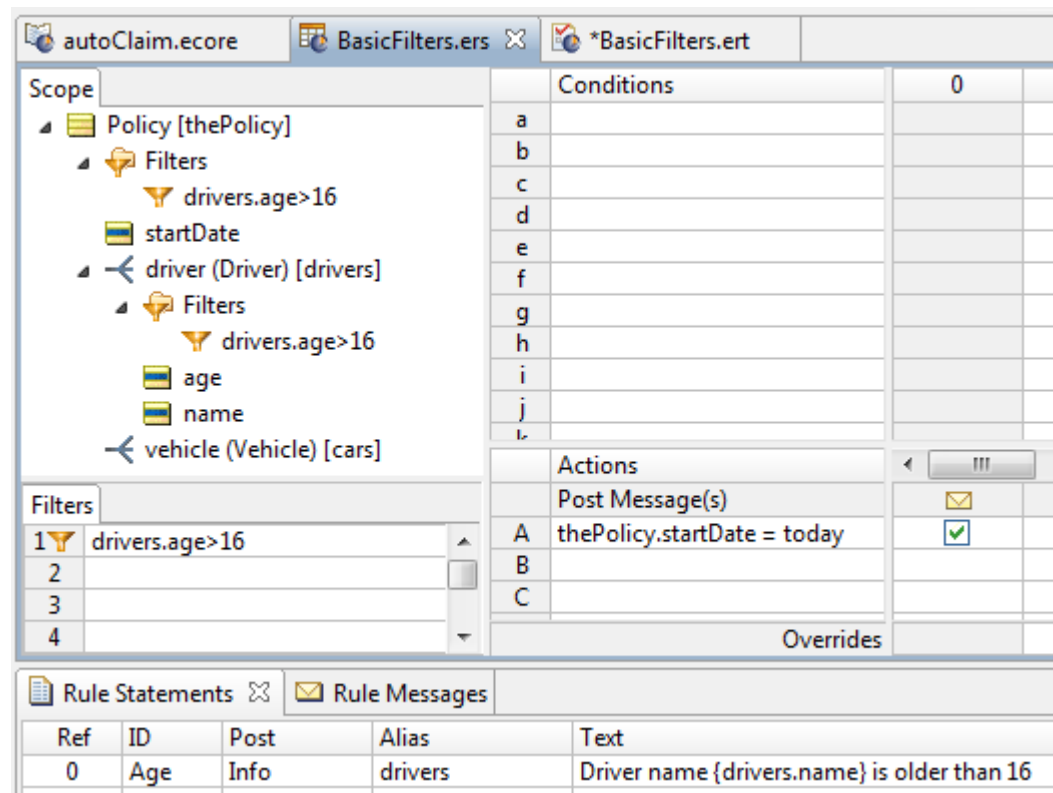 autoClaim.ecore BasicFilters.ers *BasicFilters.ert
Scope
Policy [thePolicy]
Filters
drivers.age>16
startDate
driver (Driver) [drivers]
Filters
drivers.age>16
age
name
vehicle (Vehicle) [cars]
Filters
1 drivers.age>16
2
3
4
Conditions 0
a
b
c
d
e
f
g
h
i
j
k
Actions
Post Message(s)
A thePolicy.startDate = today
B
C
Overrides
Rule Statements Rule Messages
Ref ID Post Alias Text
0 Age Info drivers Driver name {drivers.name} is older than 16